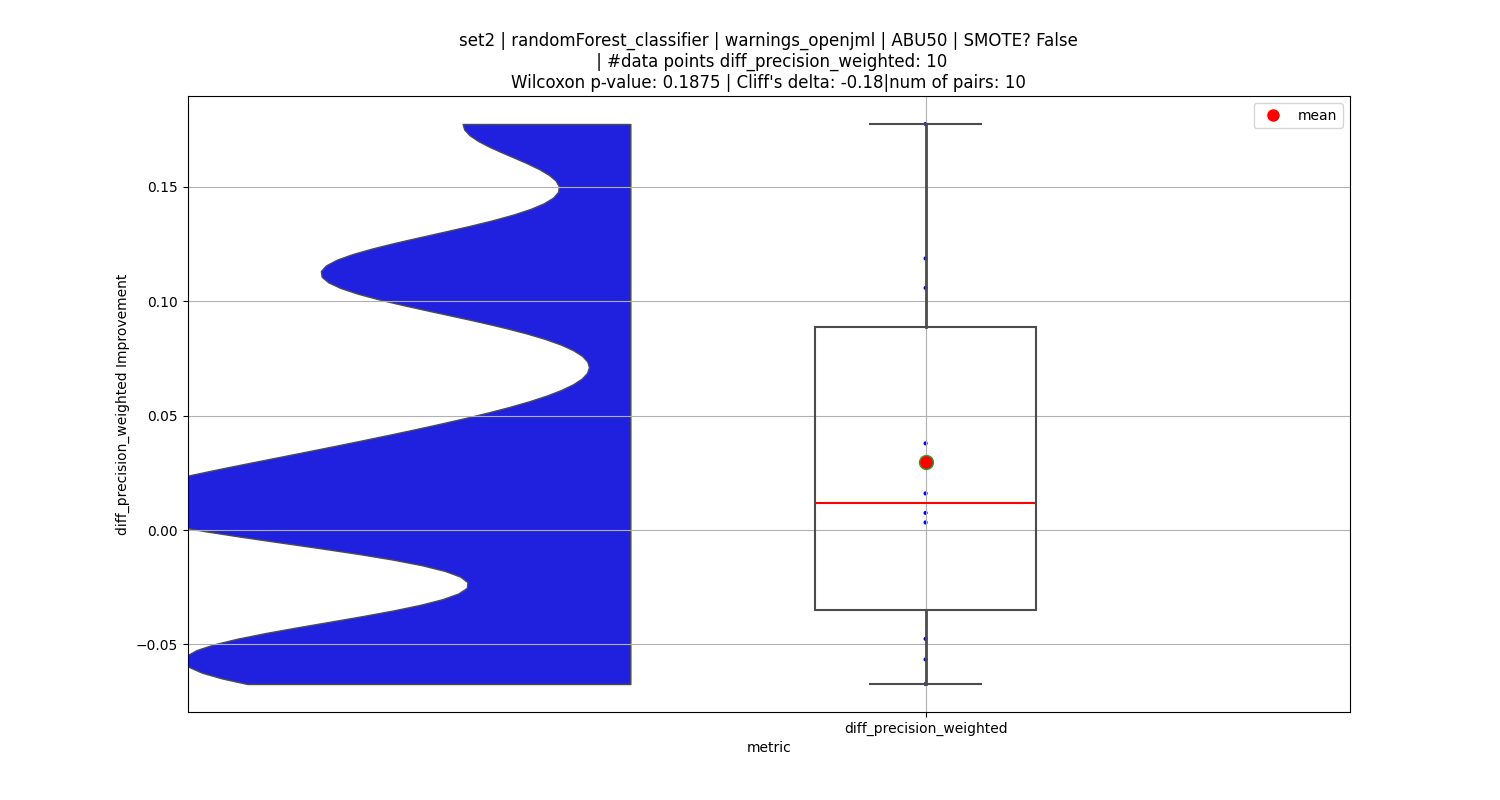 set2 | randomForest_classifier | warnings_openjml | ABU50 | SMOTE? False
| #data points diff_precision_weighted: 10
Wilcoxon p-value: 0.1875 | Cliff's delta: -0.18|num of pairs: 10
mean
0.15
0.10
0.05
0.00
−0.05
diff_precision_weighted Improvement
diff_precision_weighted
metric